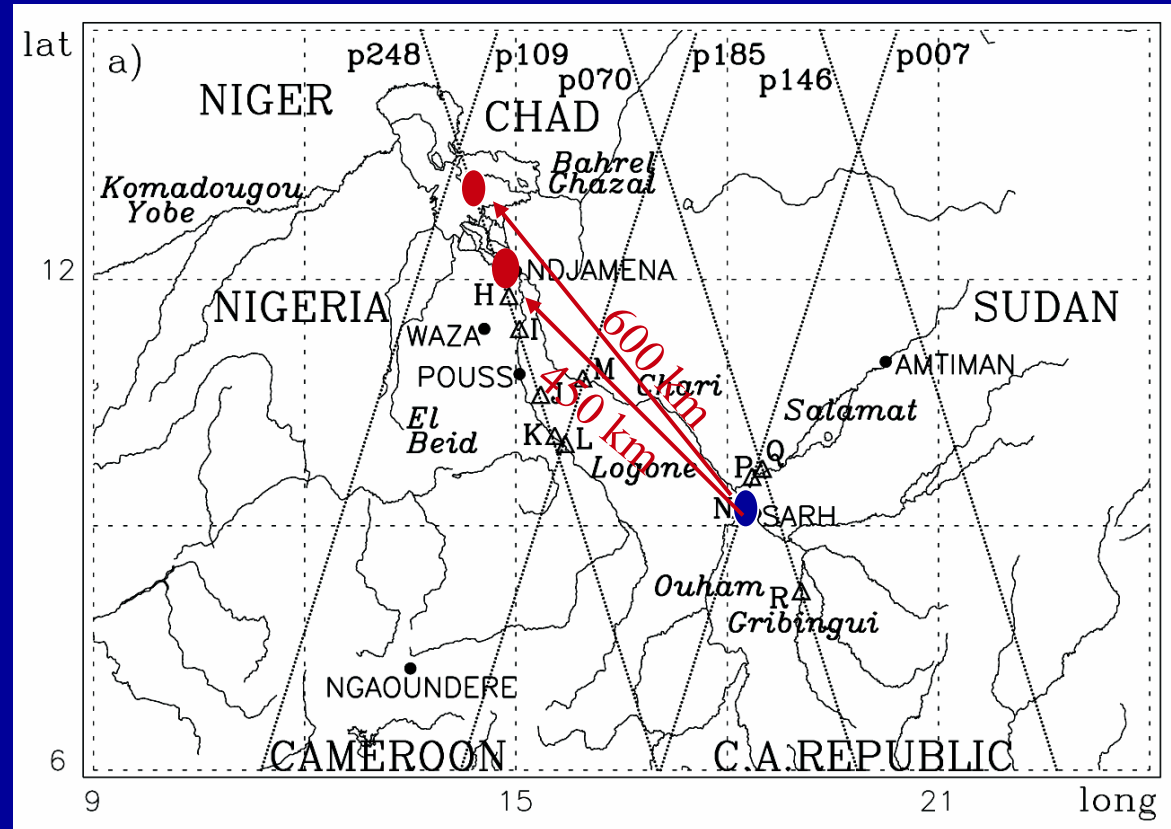 lat
a)
p248
p109
p070
p185
p146
p007
NIGER
CHAD
Bahrel
Ghazal
Komadougou
Yobe
12
NDJAMENA
H
NIGERIA
SUDAN
WAZA
I
600 km
POUSS
M
AMTIMAN
J
450 km
Chari
Salamat
El
Beid
K
L
Logone
P
Q
N
SARH
Ouham
R
Gribingui
NGAOUNDERE
CAMEROON
C.A.REPUBLIC
6
9
15
21
long